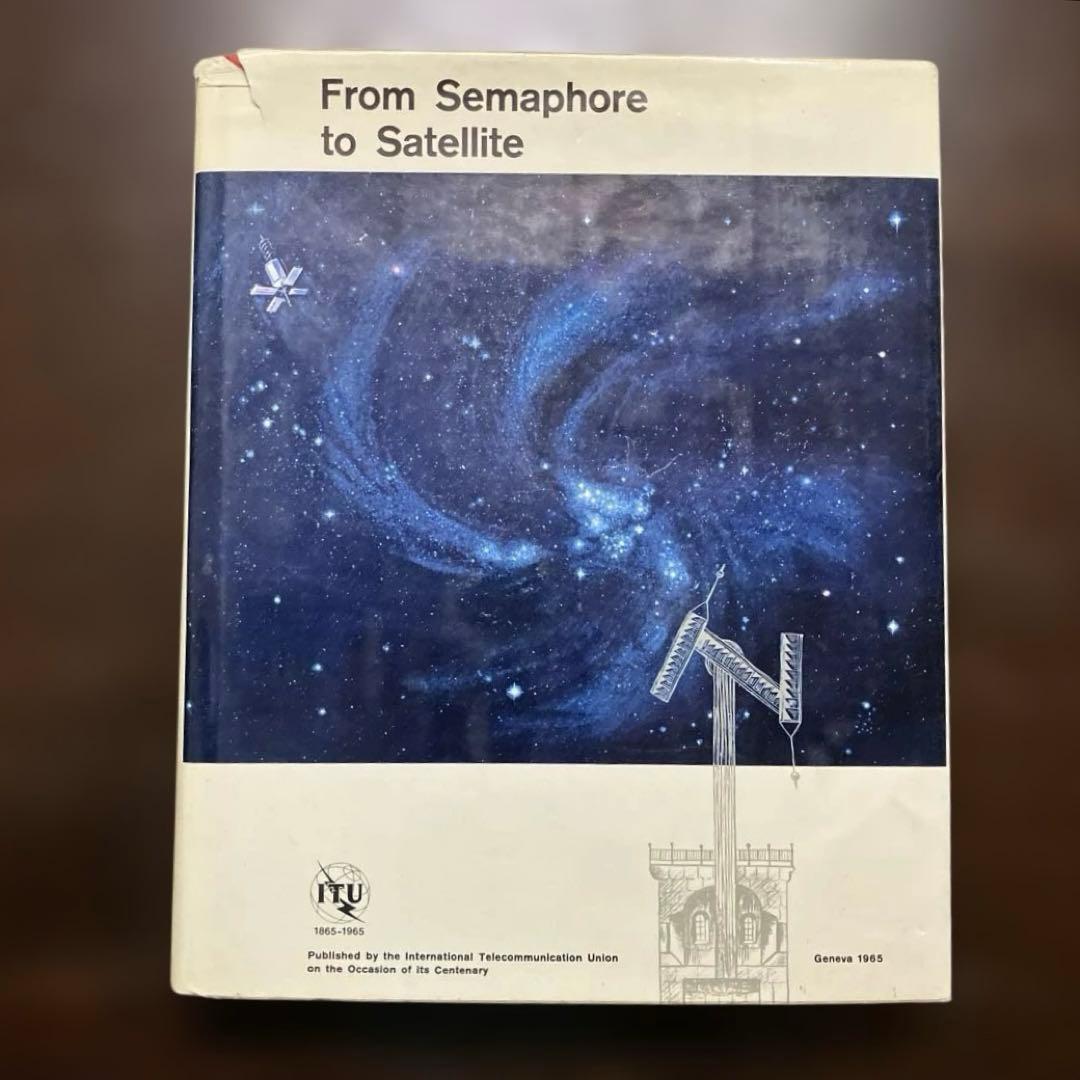 From Semaphore
to Satellite
ITU
1865-1965
Published by the International Telecommunication Union
on the Occasion of its Centenary
Geneva 1965